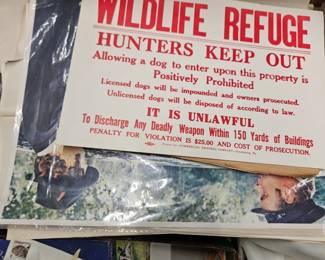 WILDLIFE REFUGE
HUNTERS KEEP OUT
Allowing a dog to enter upon this property is
Positively Prohibited
Licensed dogs will be impounded and owners prosecuted.
Unlicensed dogs will be disposed of according to law.
IT IS UNLAWFUL
To Discharge Any Deadly Weapon Within 150 Yards of Buildings
PENALTY FOR VIOLATION IS $25.00 AND COST OF PROSECUTION.